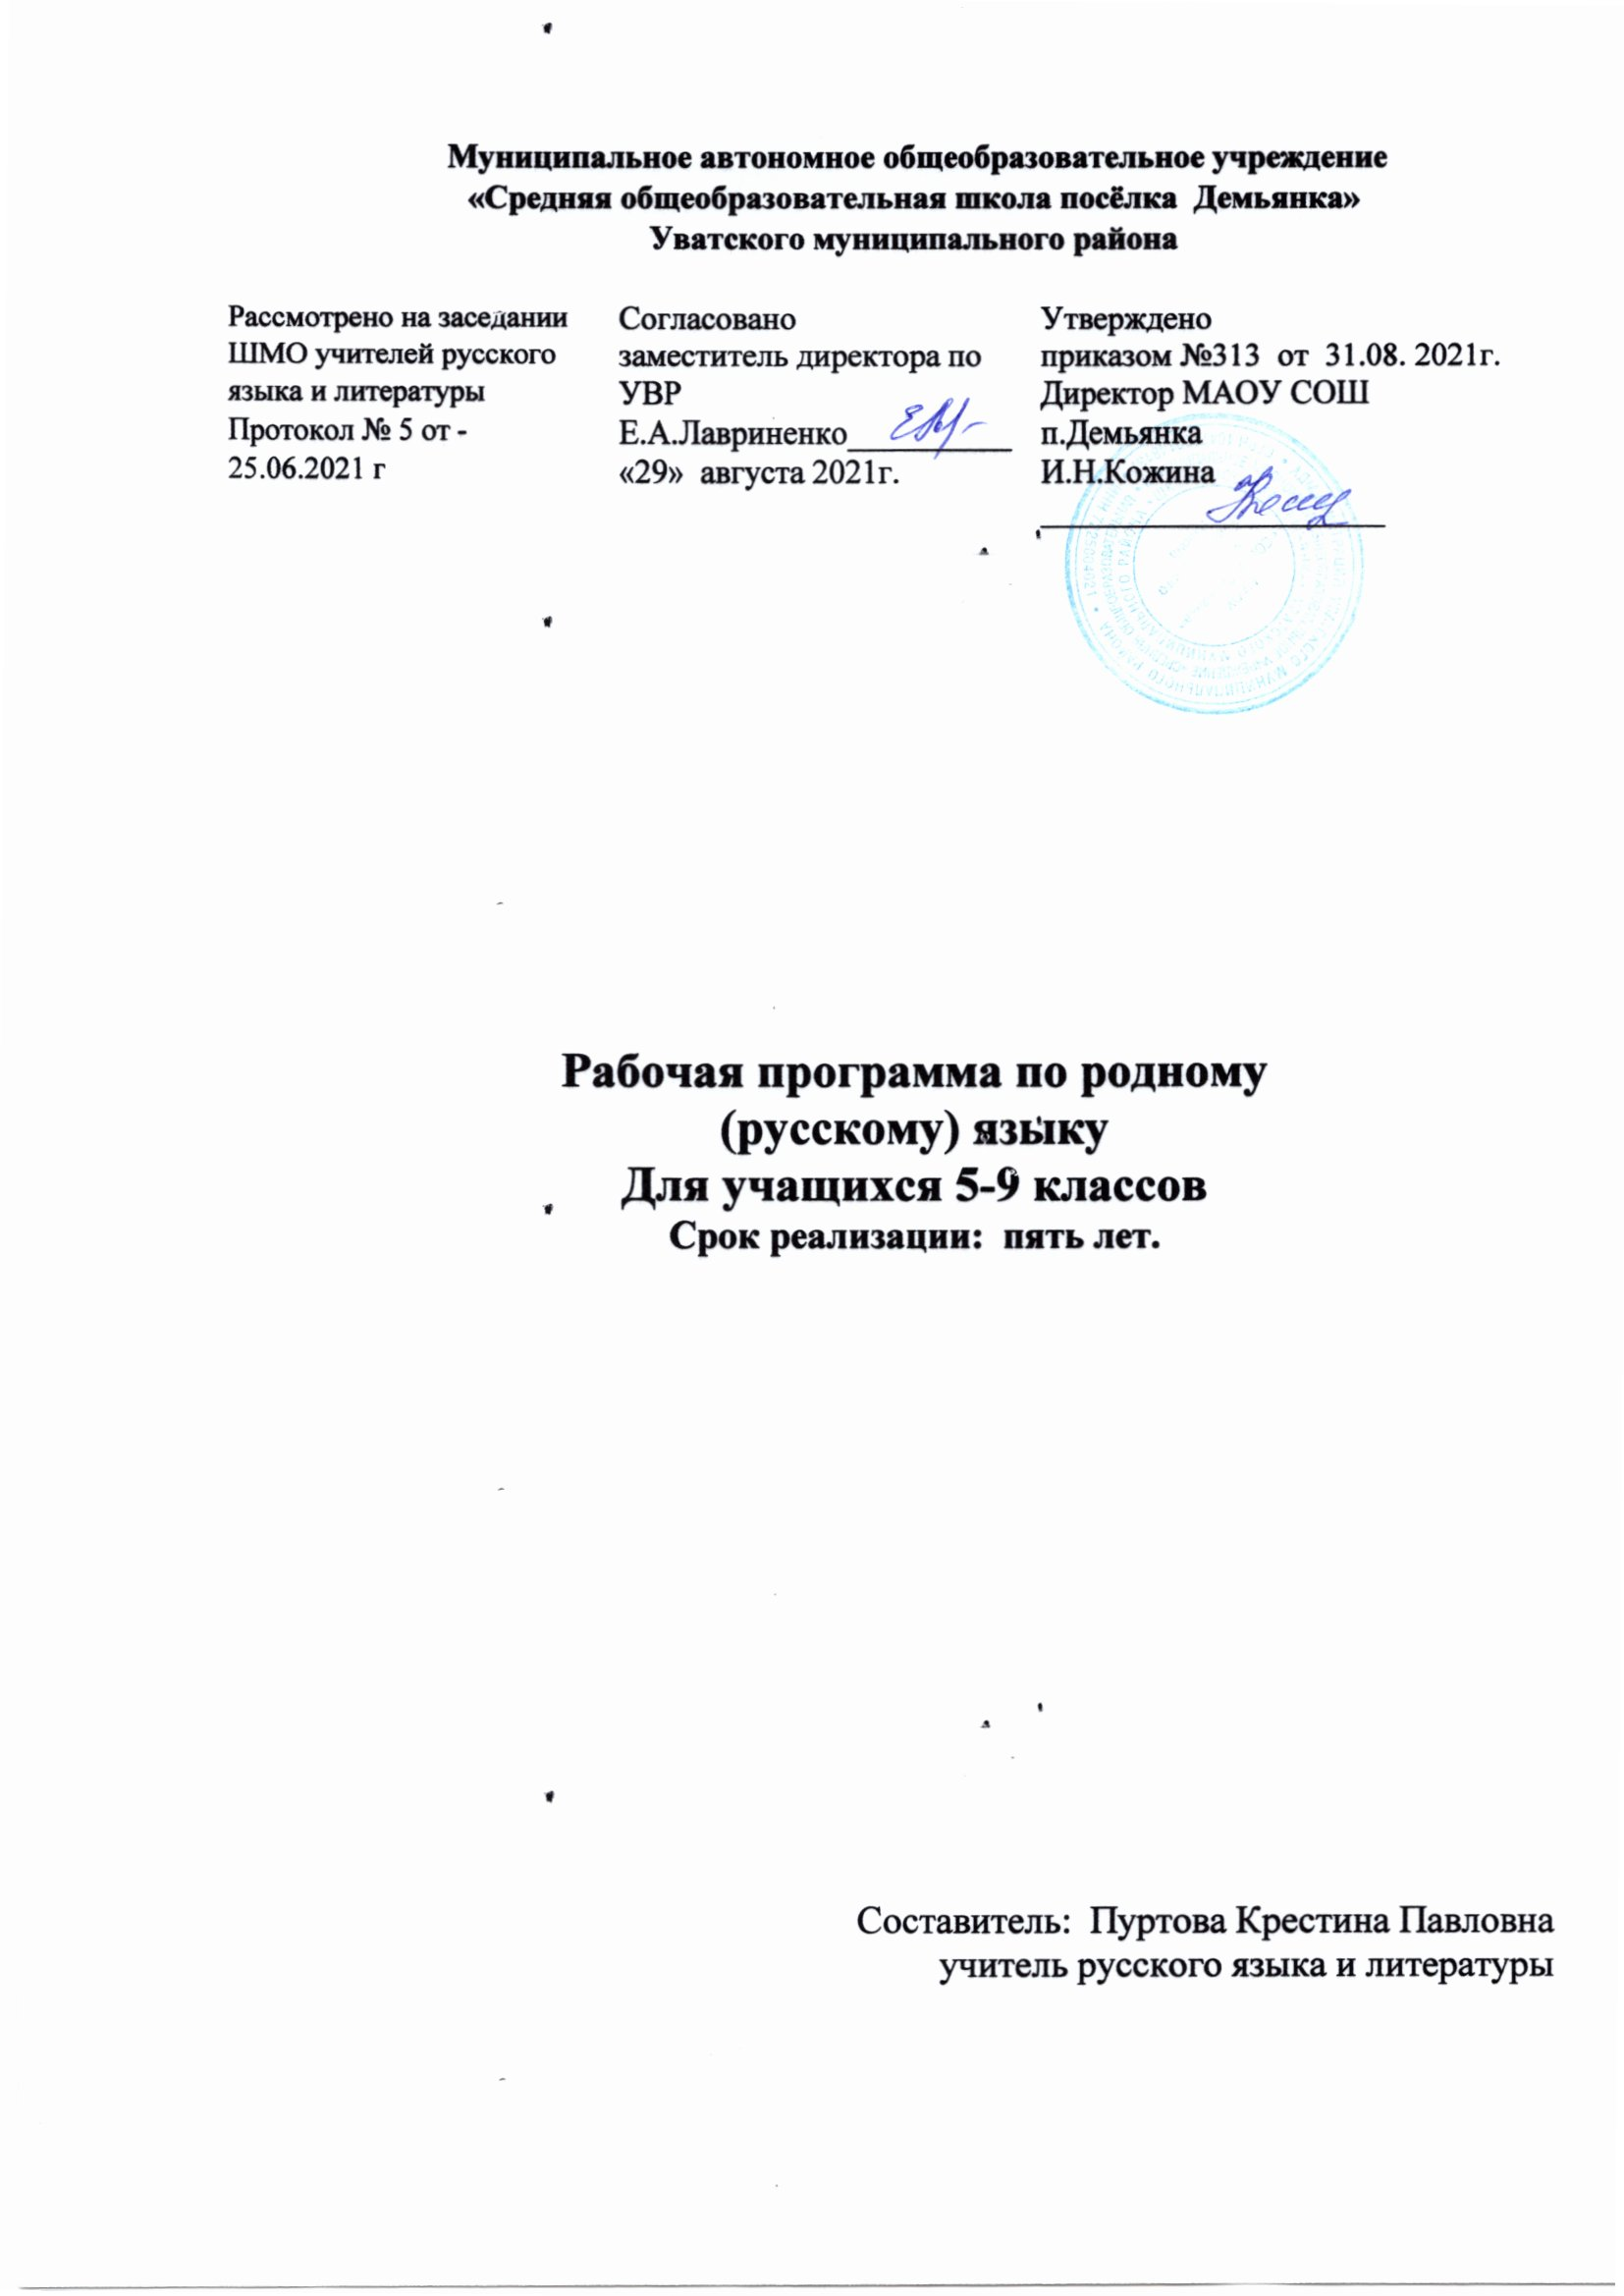 Муниципальное автономное общеобразовательное учреждение
«Средняя общеобразовательная школа посёлка  Демьянка»
Уватского муниципального района
Рассмотрено на заседании
ШМО учителей русского
языка и литературы
Протокол № 5 от -
25.06.2021 г
Согласовано
заместитель директора по
УВР
Е.А.Лавриненко
«29»  августа 2021г.
Утверждено
приказом №313  от  31.08. 2021г.
Директор МАОУ СОШ
п.Демьянка
И.Н.Кожина
Рабочая программа по родному
(русскому) языку
Для учащихся 5-9 классов
Срок реализации:  пять лет.
Составитель:  Пуртова Крестина Павловна
учитель русского языка и литературы